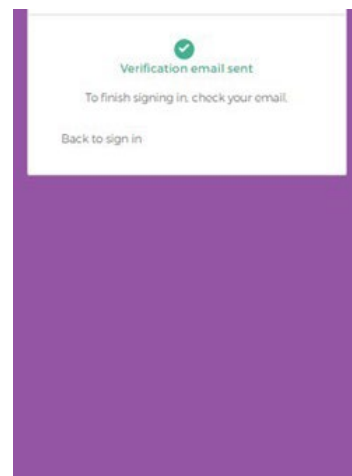 Verification email sent
To finish signing in, check your email.
Back to sign in